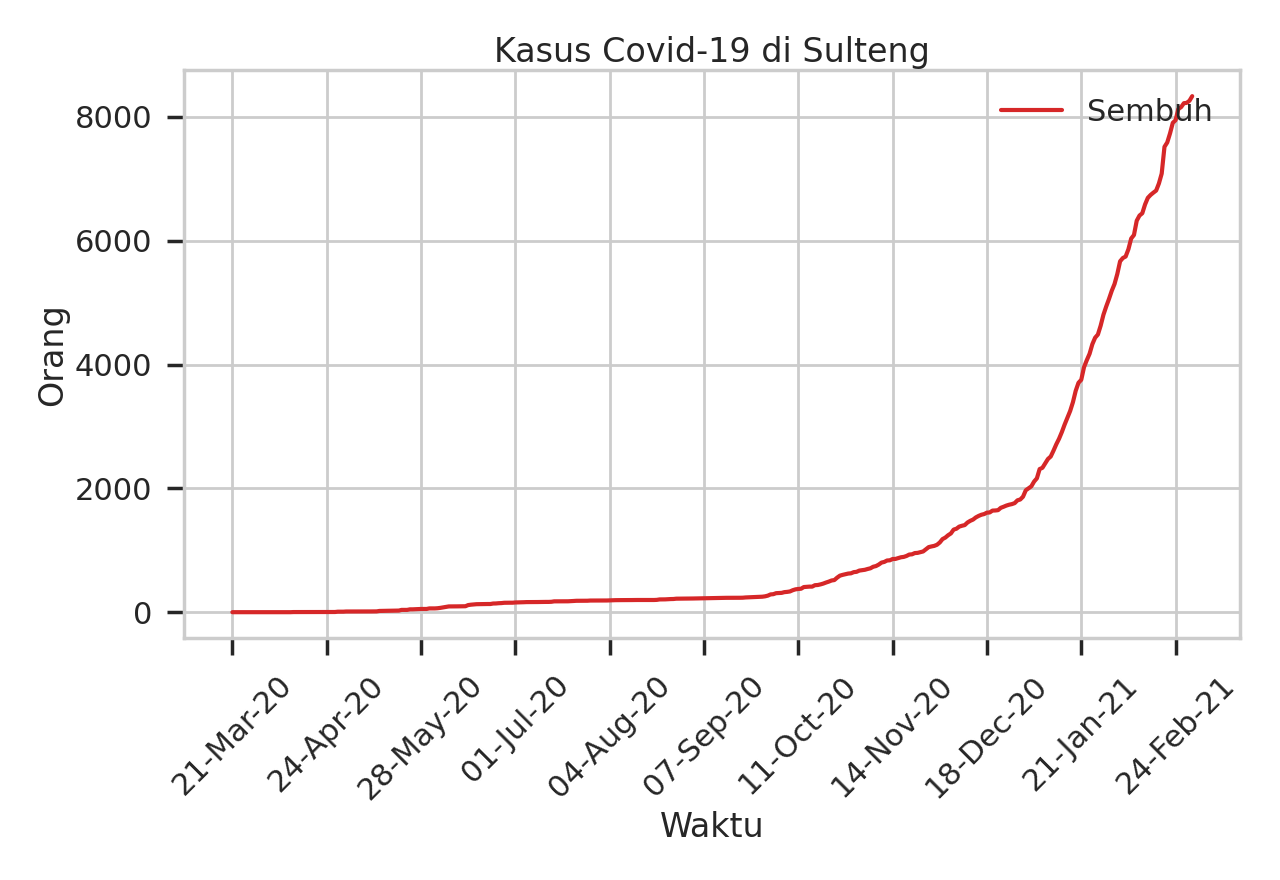 Kasus Covid-19 di Sulteng
Sembuh
8000
6000
4000
2000
0
Orang
21-Mar-20
24-Apr-20
28-May-20
01-Jul-20
04-Aug-20
07-Sep-20
11-Oct-20
14-Nov-20
18-Dec-20
21-Jan-21
24-Feb-21
Waktu